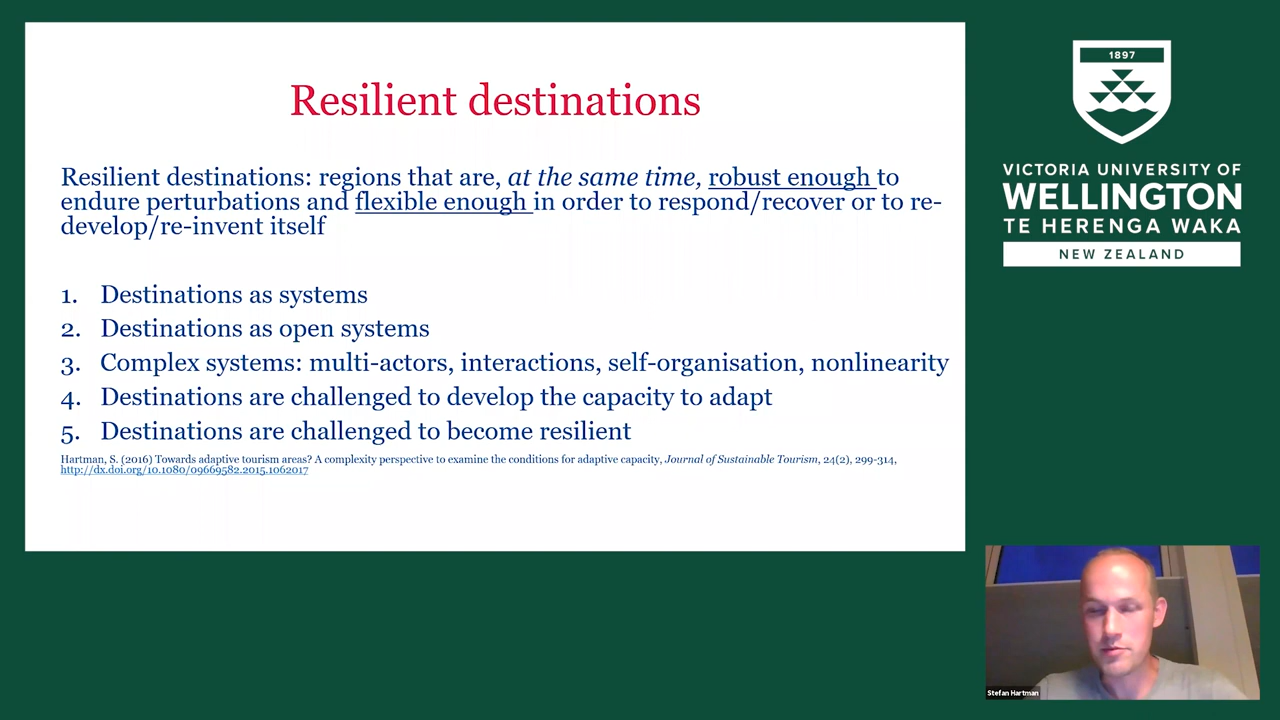 Resilient destinations
Resilient destinations: regions that are, at the same time, robust enough to
endure perturbations and flexible enough in order to respond/recover or to re-
develop/re-invent itself
1. Destinations as systems
2. Destinations as open systems
3. Complex systems: multi-actors, interactions, self-organisation, nonlinearity
4. Destinations are challenged to develop the capacity to adapt
5. Destinations are challenged to become resilient
Hartman, S. (2016) Towards adaptive tourism areas? A complexity perspective to examine the conditions for adaptive capacity, Journal of Sustainable Tourism, 24(2), 299-314,
http://dx.doi.org/10.1080/09669582.2015.1062017
1897
VICTORIA UNIVERSITY OF
WELLINGTON
TE HERENGA WAKA
NEW ZEALAND
Stefan Hartman